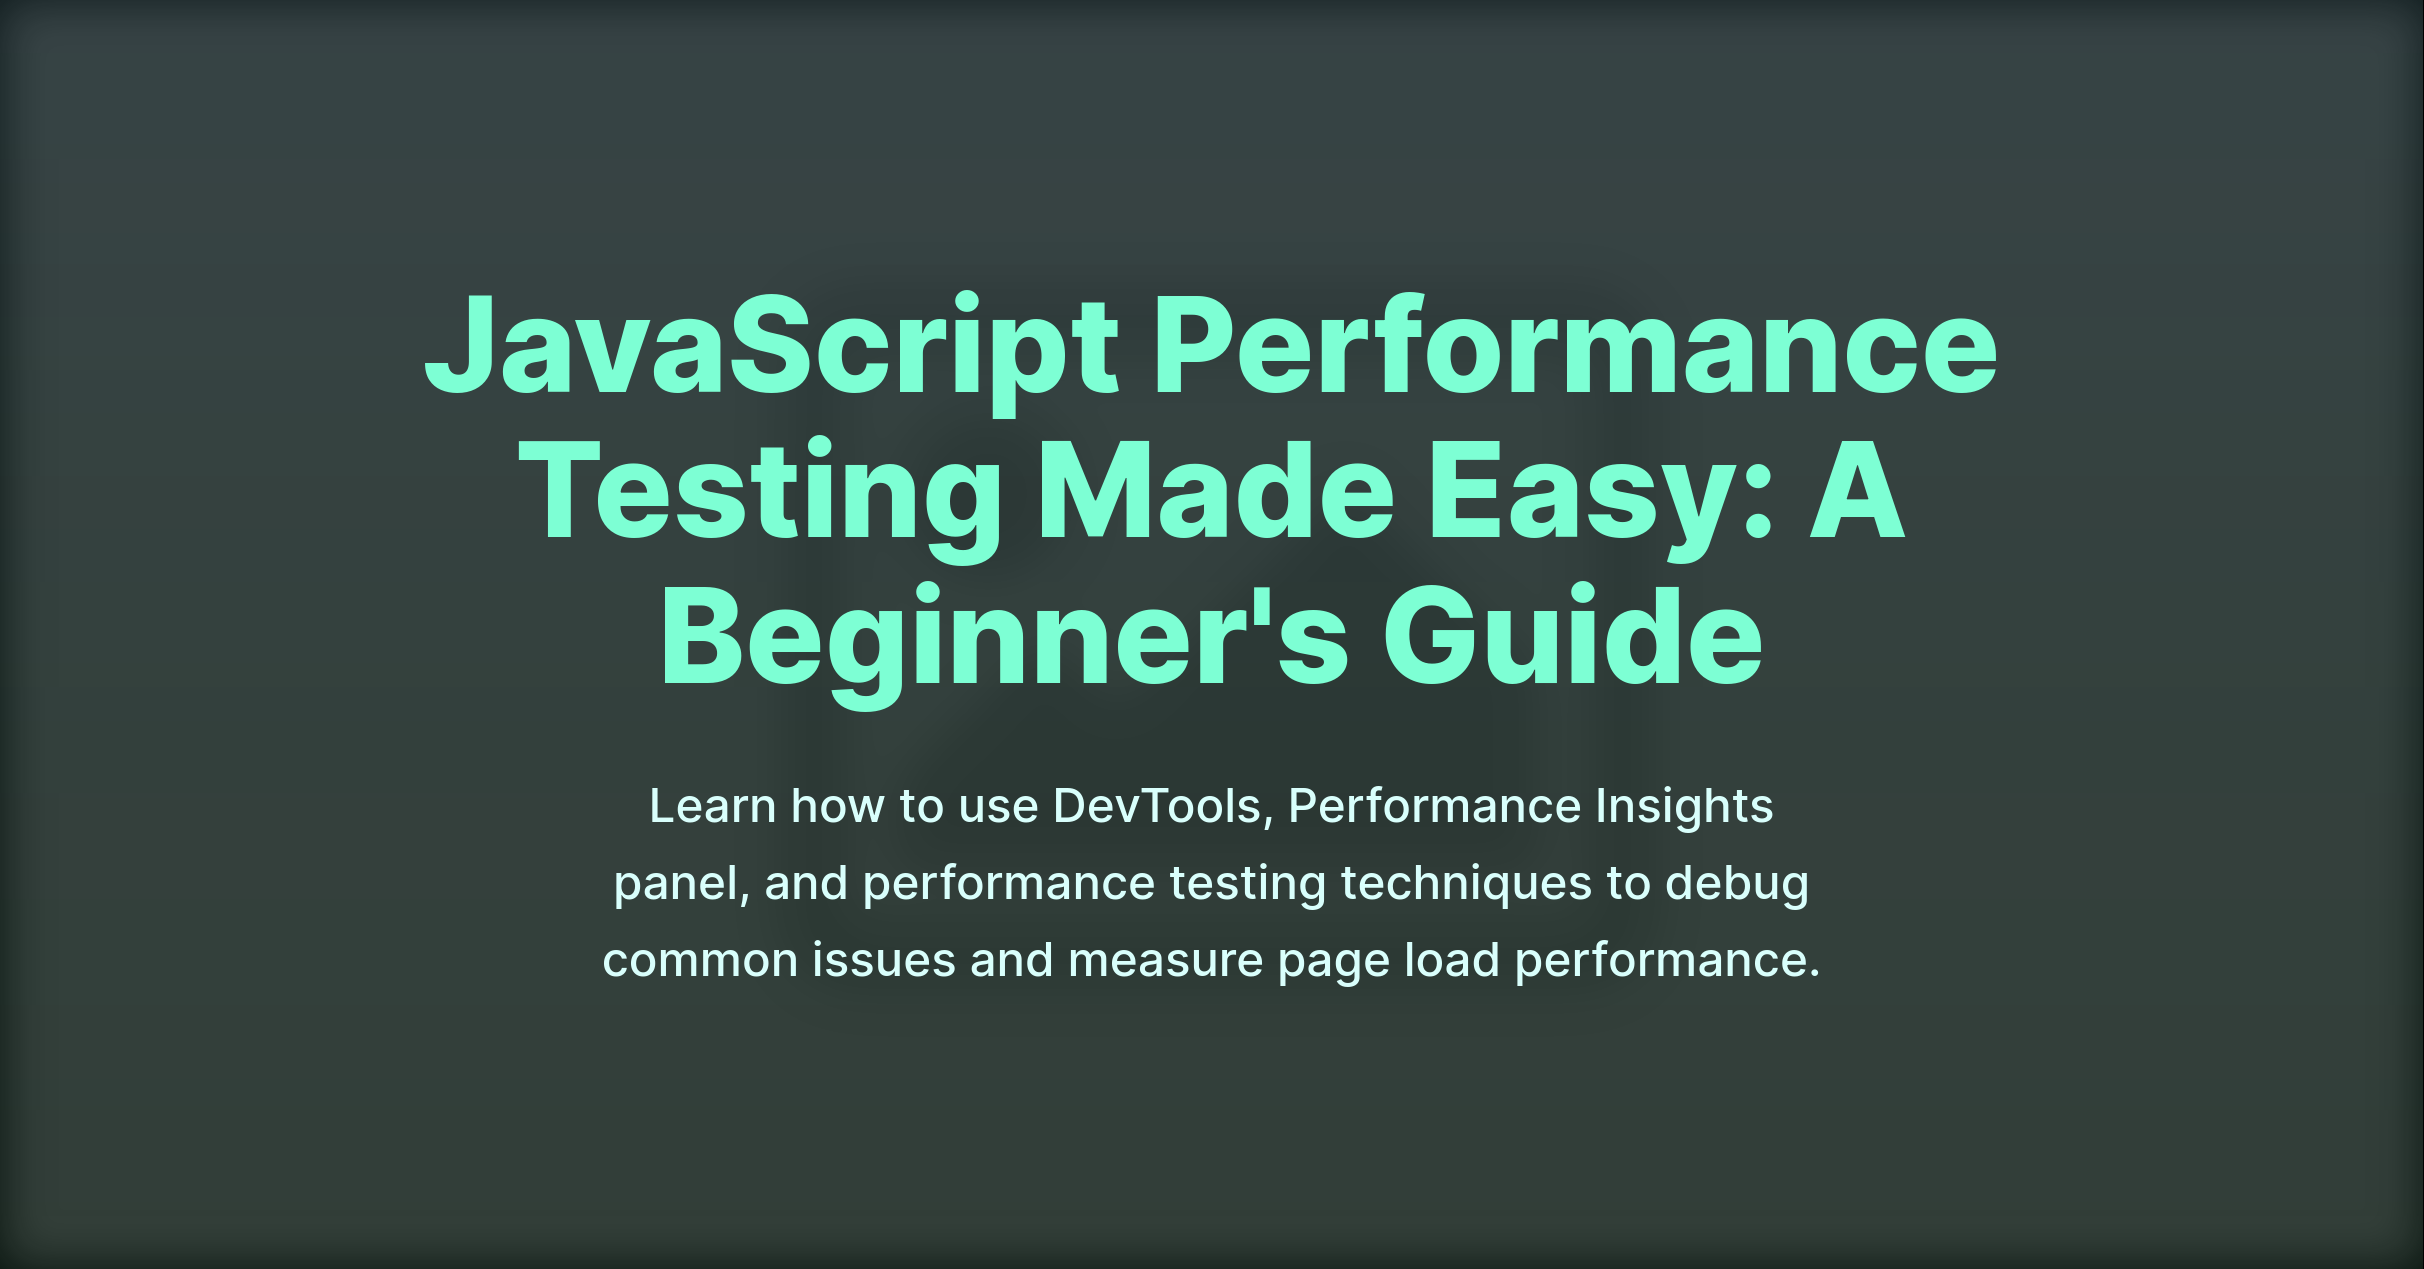 JavaScript Performance
Testing Made Easy: A
Beginner's Guide
Learn how to use DevTools, Performance Insights
panel, and performance testing techniques to debug
common issues and measure page load performance.